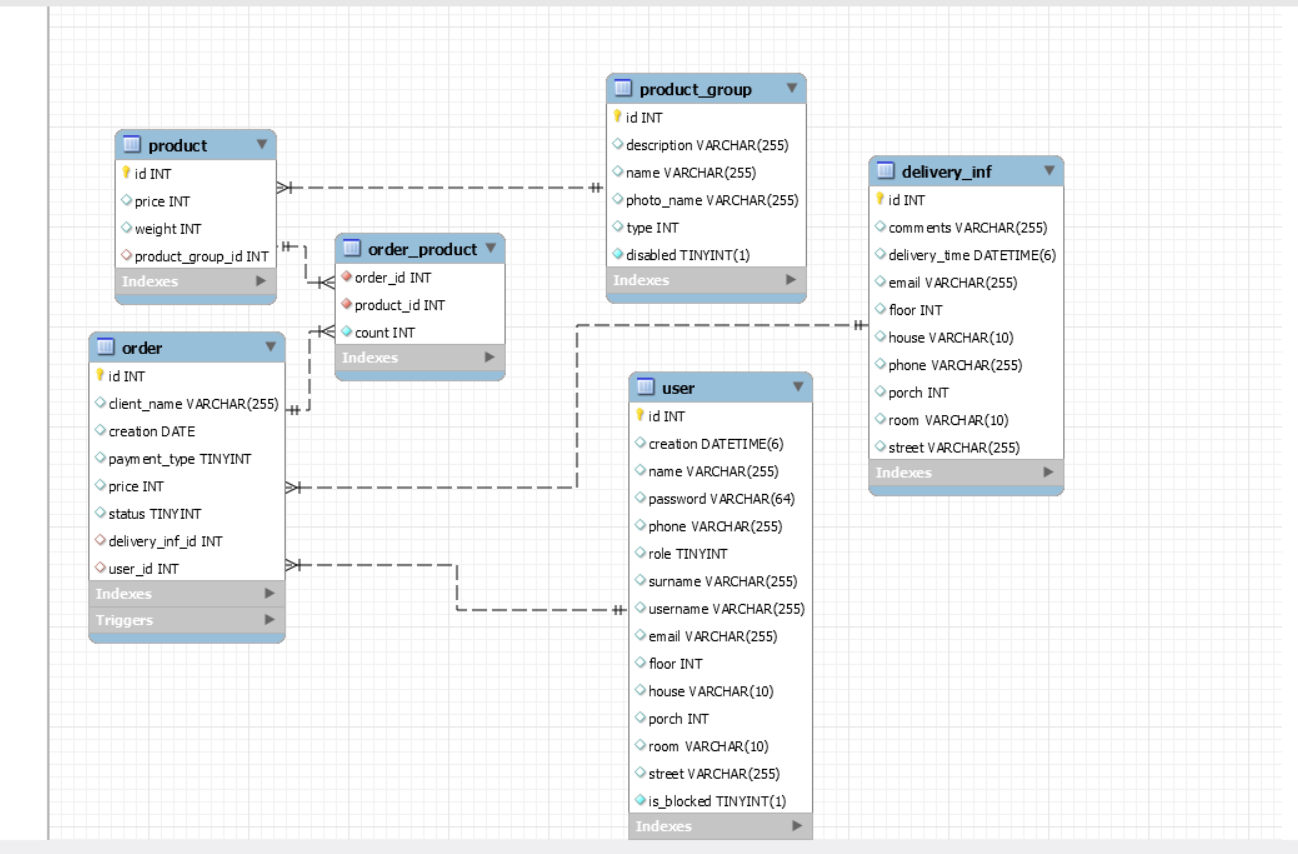 product
id INT
price INT
weight INT
product_group_id INT
Indexes
order_product
order_id INT
product_id INT
count INT
Indexes
order
id INT
client_name VARCHAR(255)
creation DATE
payment_type TINYINT
price INT
status TINYINT
delivery_inf_id INT
user_id INT
Indexes
Triggers
product_group
id INT
description VARCHAR(255)
name VARCHAR(255)
photo_name VARCHAR(255)
type INT
disabled TINYINT(1)
Indexes
user
id INT
creation DATETIME(6)
name VARCHAR(255)
password VARCHAR(64)
phone VARCHAR(255)
role TINYINT
surname VARCHAR(255)
username VARCHAR(255)
email VARCHAR(255)
floor INT
house VARCHAR(10)
porch INT
room VARCHAR(10)
street VARCHAR(255)
is_blocked TINYINT(1)
Indexes
delivery_inf
id INT
comments VARCHAR(255)
delivery_time DATETIME(6)
email VARCHAR(255)
floor INT
house VARCHAR(10)
phone VARCHAR(255)
porch INT
room VARCHAR(10)
street VARCHAR(255)
Indexes